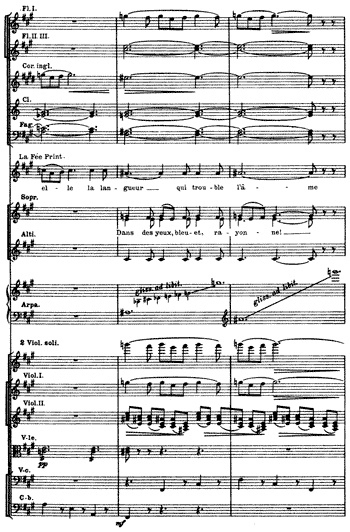 Fl. I.
Fl. II. III.
Cor. ingl.
Cl.
Fag.
La Fée Print.
el - le la lan - gueur qui trou - ble l'â - me
Sopr.
Dans des yeux, bleu - et, ra - yon - ne!
Alti.
gliss. ad libit.
gliss. ad libit.
Arpa.
2 Viol. soli.
Viol. I.
Viol. II.
V-le.
pp
V-c.
C-b.
mf